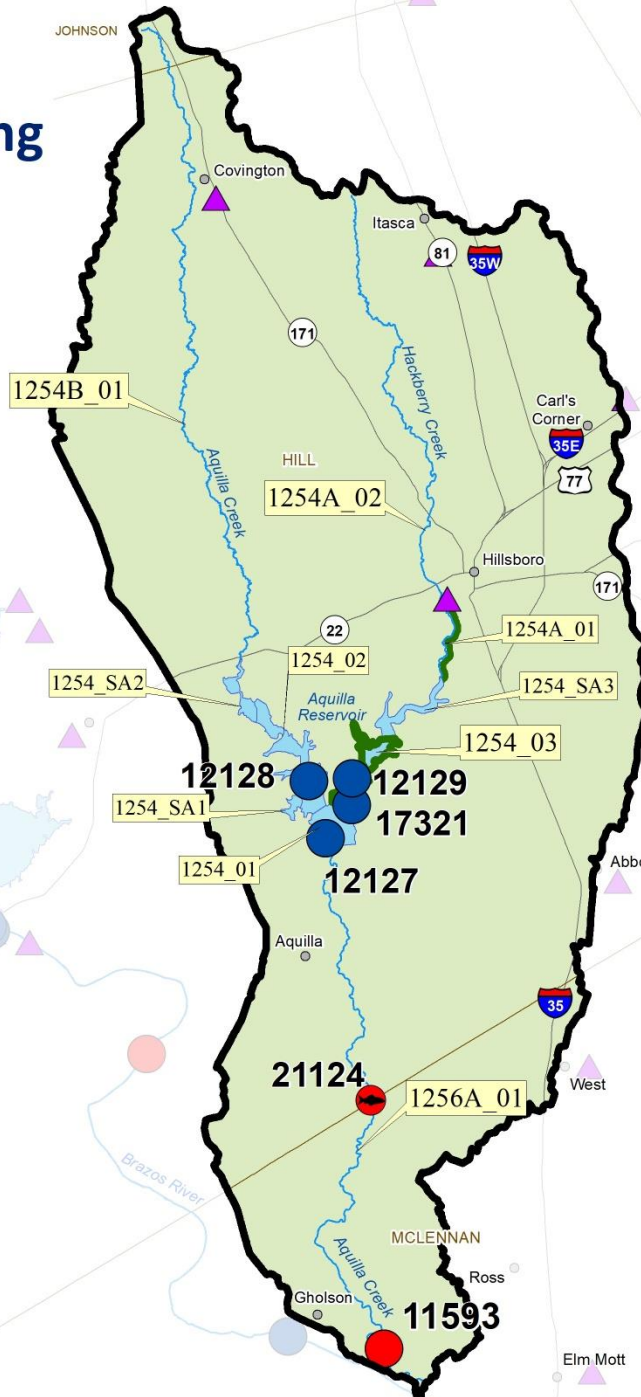 JOHNSON
ng
Covington
Itasca
81
35W
171
Hackberry Creek
1254B_01
Carl's
Corner
35E
77
Aquilla Creek
HILL
1254A_02
Hillsboro
171
22
1254A_01
1254_02
1254_SA2
Aquilla
Reservoir
1254_SA3
1254_03
12128
12129
1254_SA1
17321
1254_01
12127
Abb
Aquilla
35
21124
West
1256A_01
Brazos River
MCLENNAN
Aquilla Creek
Ross
Gholson
11593
Elm Mott